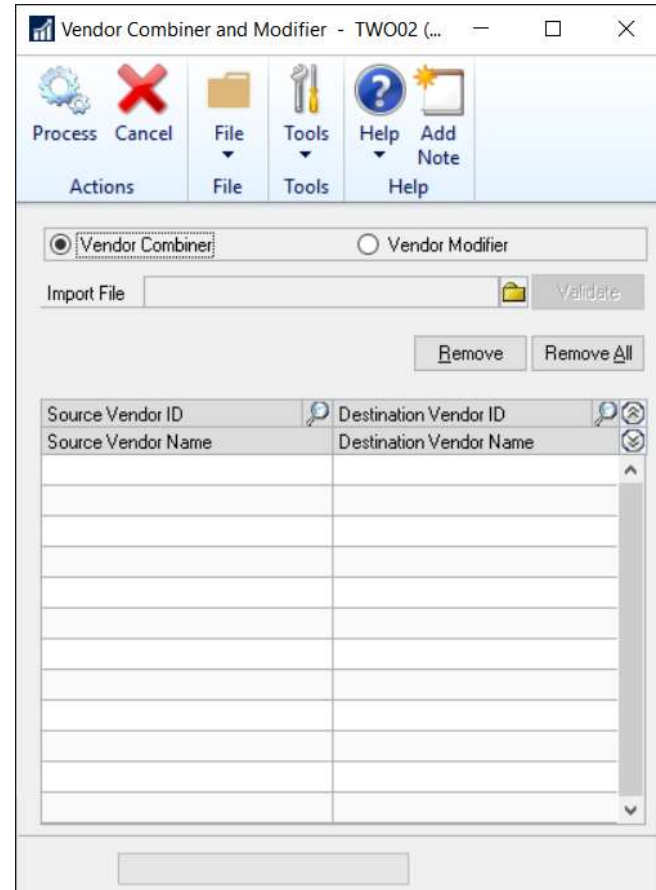 Vendor Combiner and Modifier - TWO02 (...
Process Cancel File Tools Help Add Note
Actions File Tools Help
Vendor Combiner Vendor Modifier
Import File Validate
Remove Remove All
Source Vendor ID Destination Vendor ID
Source Vendor Name Destination Vendor Name